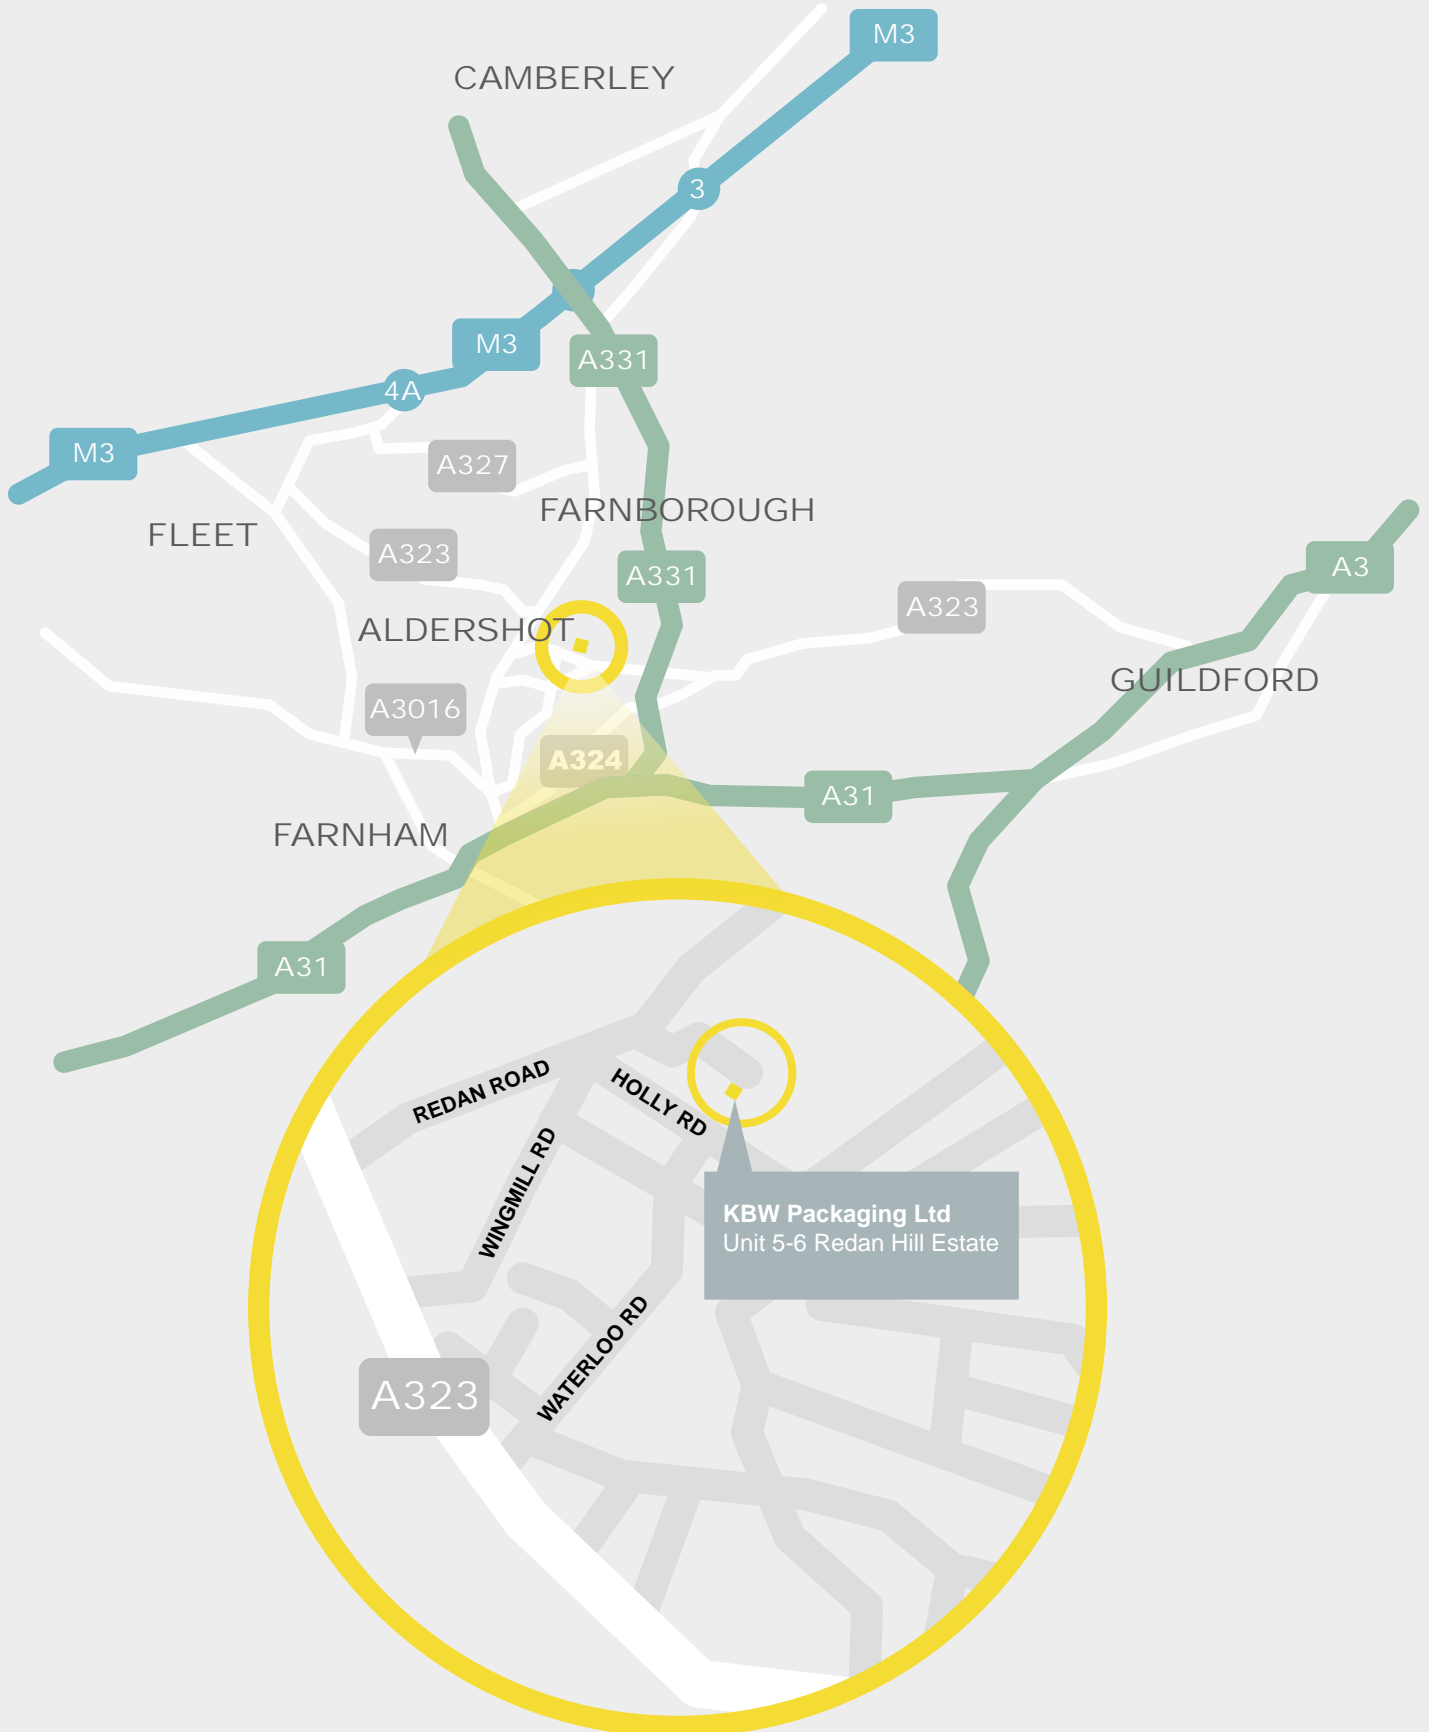 M3
CAMBERLEY
3
M3
A331
4A
M3
A327
FARNBOROUGH
FLEET
A323
A331
A3
A323
ALDERSHOT
GUILDFORD
A3016
A324
A31
FARNHAM
A31
REDAN ROAD
HOLLY RD
WINGMILL RD
KBW Packaging Ltd
Unit 5-6 Redan Hill Estate
WATERLOO RD
A323